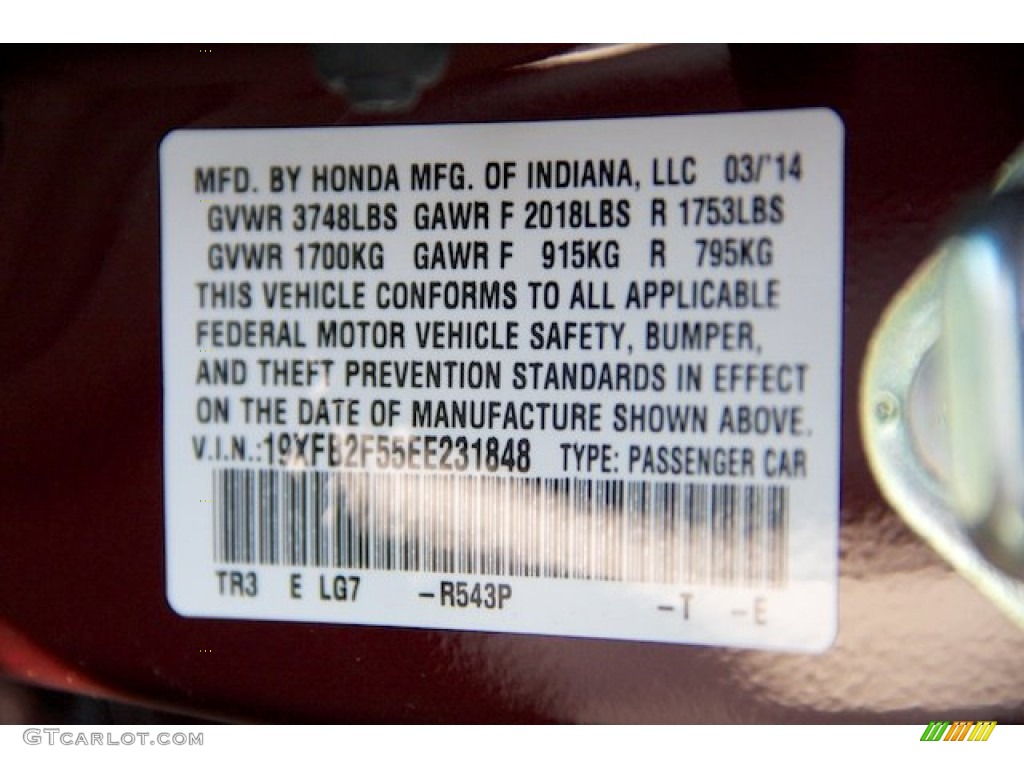 MFD. BY HONDA MFG. OF INDIANA, LLC 03/'14
GVWR 3748LBS GAWR F 2018LBS R 1753LBS
GVWR 1700KG GAWR F 915KG R 795KG
THIS VEHICLE CONFORMS TO ALL APPLICABLE
FEDERAL MOTOR VEHICLE SAFETY, BUMPER,
AND THEFT PREVENTION STANDARDS IN EFFECT
ON THE DATE OF MANUFACTURE SHOWN ABOVE.
V.I.N.:19XFB2F55EE231848 TYPE: PASSENGER CAR
TR3 E LG7 -R543P -T -E
GTCARLOT.COM